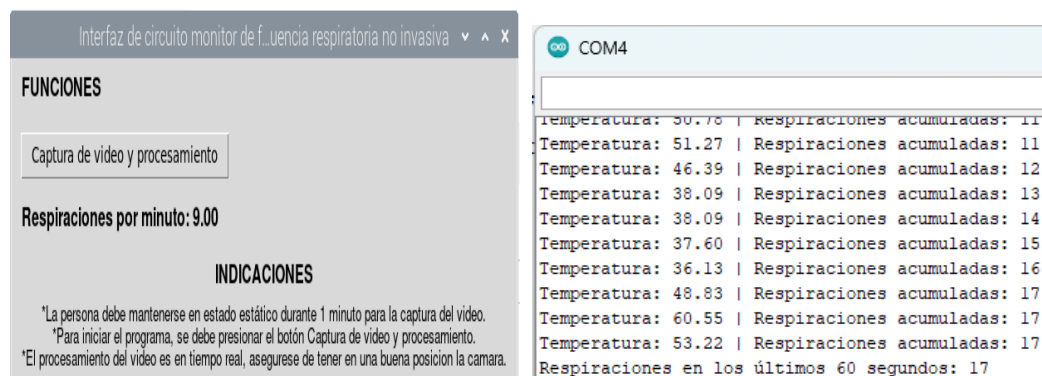 Interfaz de circuito monitor de f...uencia respiratoria no invasiva
FUNCIONES
Captura de video y procesamiento
Respiraciones por minuto: 9.00
INDICACIONES
*La persona debe mantenerse en estado estático durante 1 minuto para la captura del video.
*Para iniciar el programa, se debe presionar el botón Captura de video y procesamiento.
*El procesamiento del video es en tiempo real, asegurese de tener en una buena posicion la camara.
COM4
Temperatura: 50.78 | Respiraciones acumuladas: 11
Temperatura: 51.27 | Respiraciones acumuladas: 11
Temperatura: 46.39 | Respiraciones acumuladas: 12
Temperatura: 38.09 | Respiraciones acumuladas: 13
Temperatura: 38.09 | Respiraciones acumuladas: 14
Temperatura: 37.60 | Respiraciones acumuladas: 15
Temperatura: 36.13 | Respiraciones acumuladas: 16
Temperatura: 48.83 | Respiraciones acumuladas: 17
Temperatura: 60.55 | Respiraciones acumuladas: 17
Temperatura: 53.22 | Respiraciones acumuladas: 17
Respiraciones en los últimos 60 segundos: 17